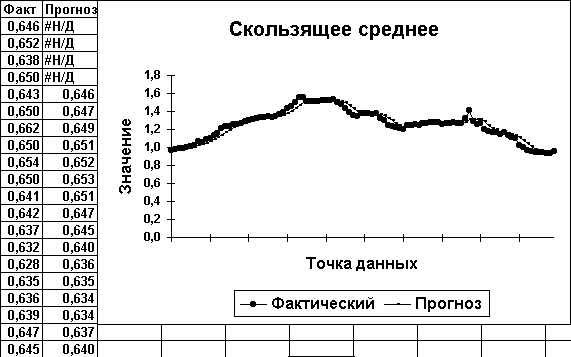 Факт Прогноз
0,646 #Н/Д
0,652 #Н/Д
0,638 #Н/Д
0,650 #Н/Д
0,643 0,646
0,650 0,647
0,662 0,649
0,650 0,651
0,654 0,652
0,650 0,653
0,641 0,651
0,642 0,647
0,637 0,645
0,632 0,640
0,628 0,636
0,635 0,635
0,636 0,634
0,639 0,634
0,647 0,637
0,645 0,640
Скользящее среднее
Значение
1,8
1,6
1,4
1,2
1,0
0,8
0,6
0,4
0,2
0,0
Точка данных
Фактический Прогноз